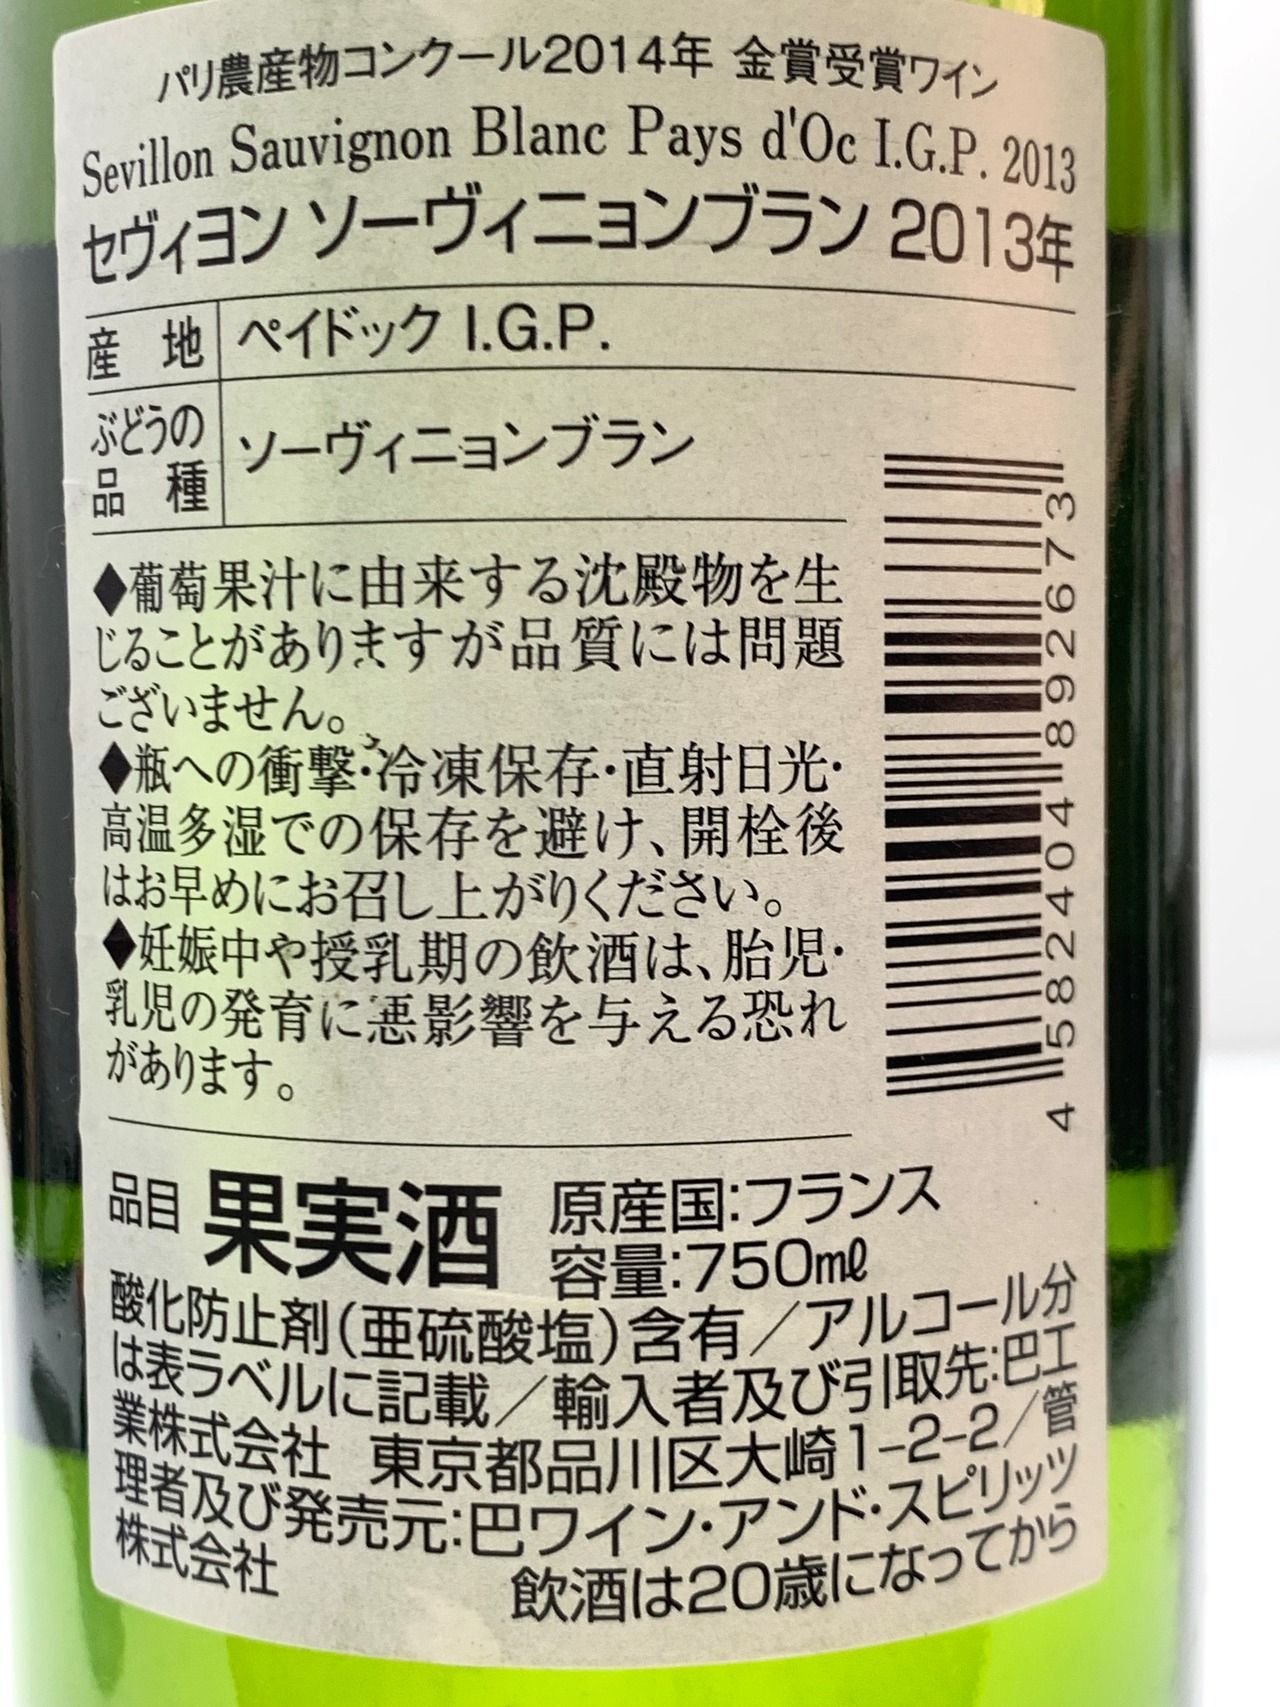 パリ農産物コンクール2014年 金賞受賞ワイン
Sevillon Sauvignon Blanc Pays d'Oc I.G.P. 2013
セヴィヨン ソーヴィニョンブラン 2013年
産地 ペイドック I.G.P.
ぶどうの品種 ソーヴィニョンブラン
◆葡萄果汁に由来する沈殿物を生
じることがありますが品質には問題
ございません。
◆瓶への衝撃・冷凍保存・直射日光・
高温多湿での保存を避け、開栓後
はお早めにお召し上がりください。
◆妊娠中や授乳期の飲酒は、胎児・
乳児の発育に悪影響を与える恐れ
があります。
4 582404 892673
品目 果実酒 原産国:フランス
容量:750㎖
酸化防止剤(亜硫酸塩)含有／アルコール分
は表ラベルに記載／輸入者及び引取先:巴工
業株式会社 東京都品川区大崎1-2-2／管
理者及び発売元:巴ワイン・アンド・スピリッツ
株式会社
飲酒は20歳になってから